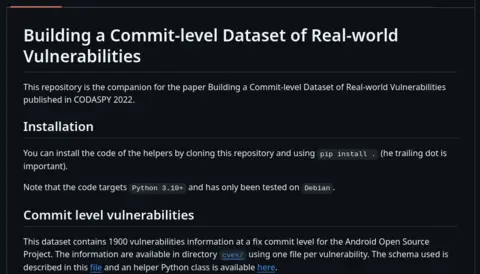 Building a Commit-level Dataset of Real-world
Vulnerabilities
This repository is the companion for the paper Building a Commit-level Dataset of Real-world Vulnerabilities
published in CODASPY 2022.
Installation
You can install the code of the helpers by cloning this repository and using pip install . (he trailing dot is
important).
Note that the code targets Python 3.10+ and has only been tested on Debian.
Commit level vulnerabilities
This dataset contains 1900 vulnerabilities information at a fix commit level for the Android Open Source
Project. The information are available in directory cves/ using one file per vulnerability. The schema used is
described in this file and an helper Python class is available here.